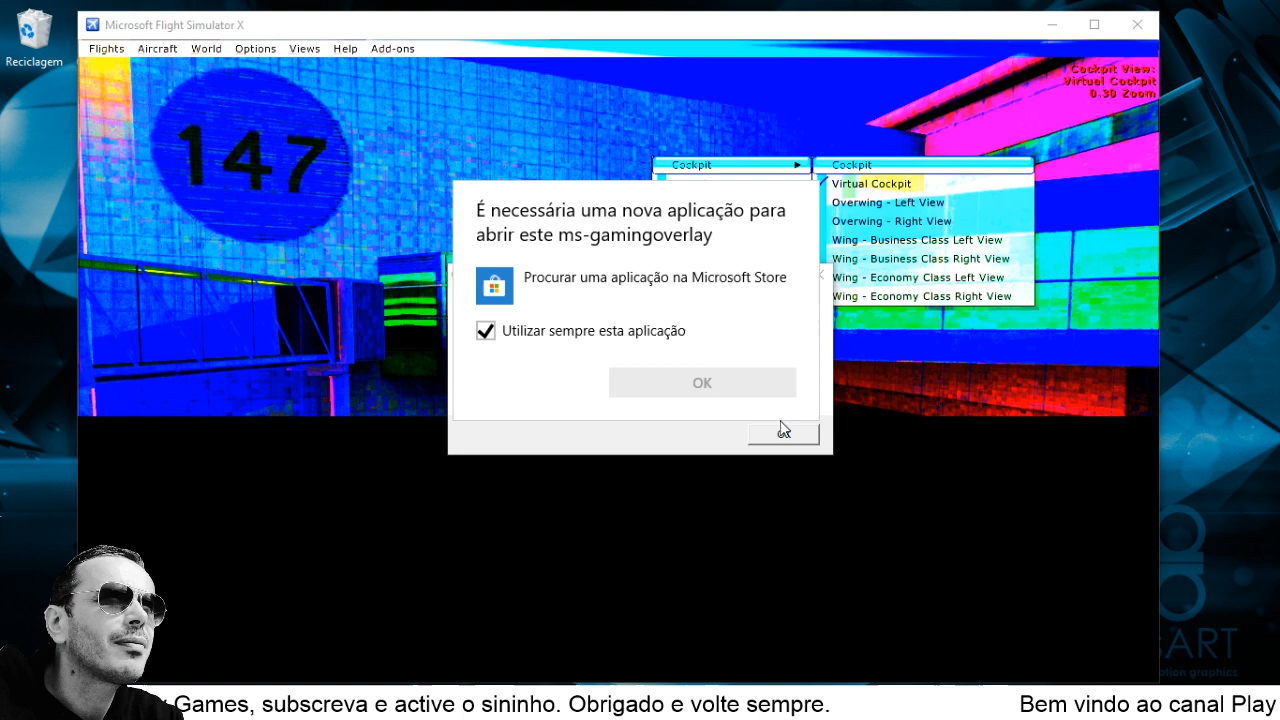 Reciclagem
Microsoft Flight Simulator X
Flights Aircraft World Options Views Help Add-ons
Cockpit View:
Virtual Cockpit
0.30 Zoom
147
Cockpit
Cockpit
Virtual Cockpit
Overwing - Left View
Overwing - Right View
Wing - Business Class Left View
Wing - Business Class Right View
Wing - Economy Class Left View
Wing - Economy Class Right View
É necessária uma nova aplicação para
abrir este ms-gamingoverlay
Procurar uma aplicação na Microsoft Store
Utilizar sempre esta aplicação
OK
OK
Games, subscreva e active o sininho. Obrigado e volte sempre. Bem vindo ao canal Play